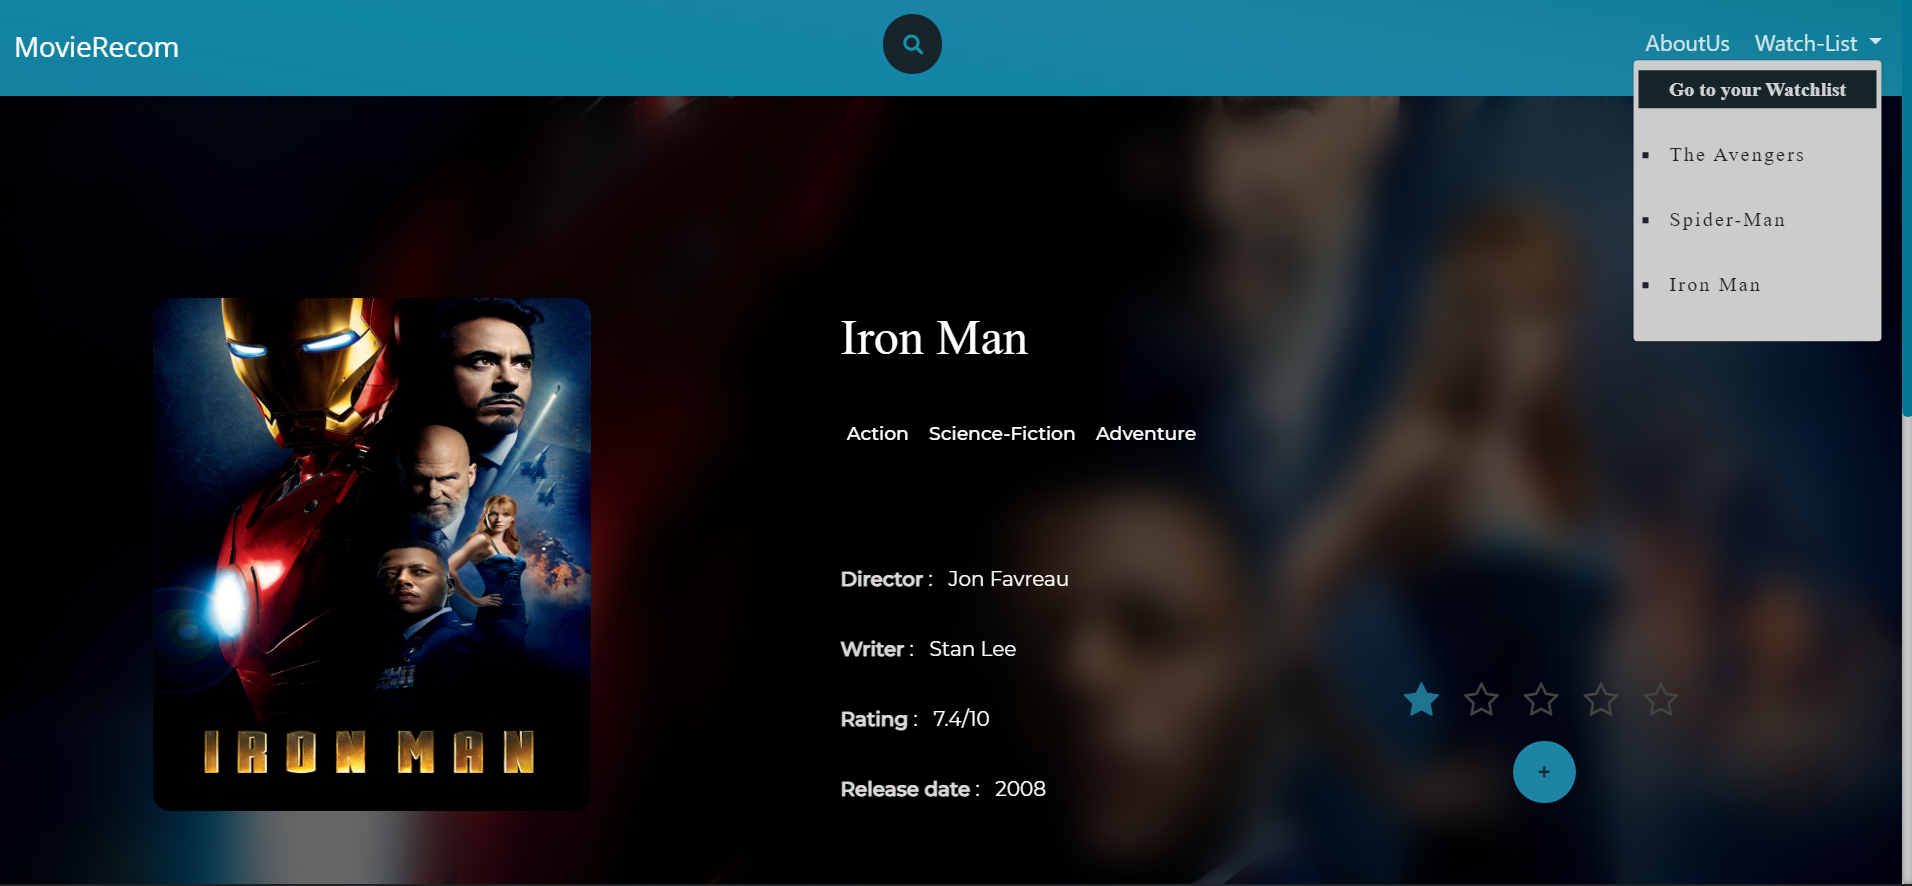 MovieRecom
AboutUs Watch-List
Go to your Watchlist
The Avengers
Spider-Man
Iron Man
Iron Man
Action Science-Fiction Adventure
Director : Jon Favreau
Writer : Stan Lee
Rating : 7.4/10
Release date : 2008
+
IRON MAN